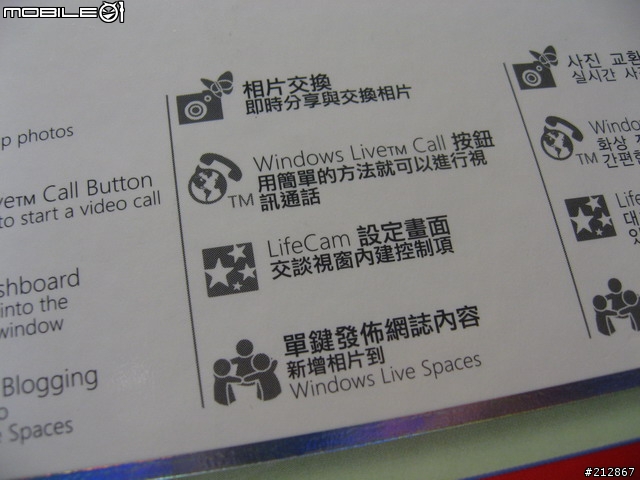 MOBILE01
p photos
veTM Call Button
to start a video call
shboard
into the
window
Blogging
o
e Spaces
相片交換
即時分享與交換相片
Windows LiveTM Call 按鈕
用簡單的方法就可以進行視
訊通話
TM
LifeCam 設定畫面
交談視窗內建控制項
單鍵發佈網誌內容
新增相片到
Windows Live Spaces
사진 교환
실시간 사
Windo
화상
TM 간편한
Life
대
있
#212867